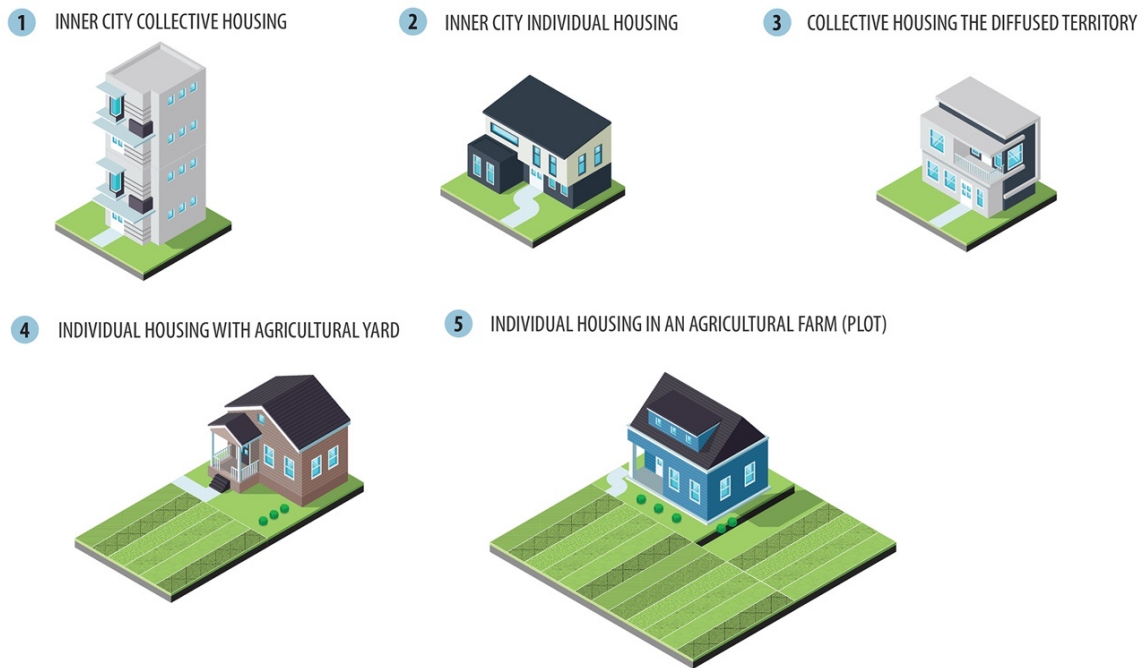 1 INNER CITY COLLECTIVE HOUSING
2 INNER CITY INDIVIDUAL HOUSING
3 COLLECTIVE HOUSING THE DIFFUSED TERRITORY
4 INDIVIDUAL HOUSING WITH AGRICULTURAL YARD
5 INDIVIDUAL HOUSING IN AN AGRICULTURAL FARM (PLOT)